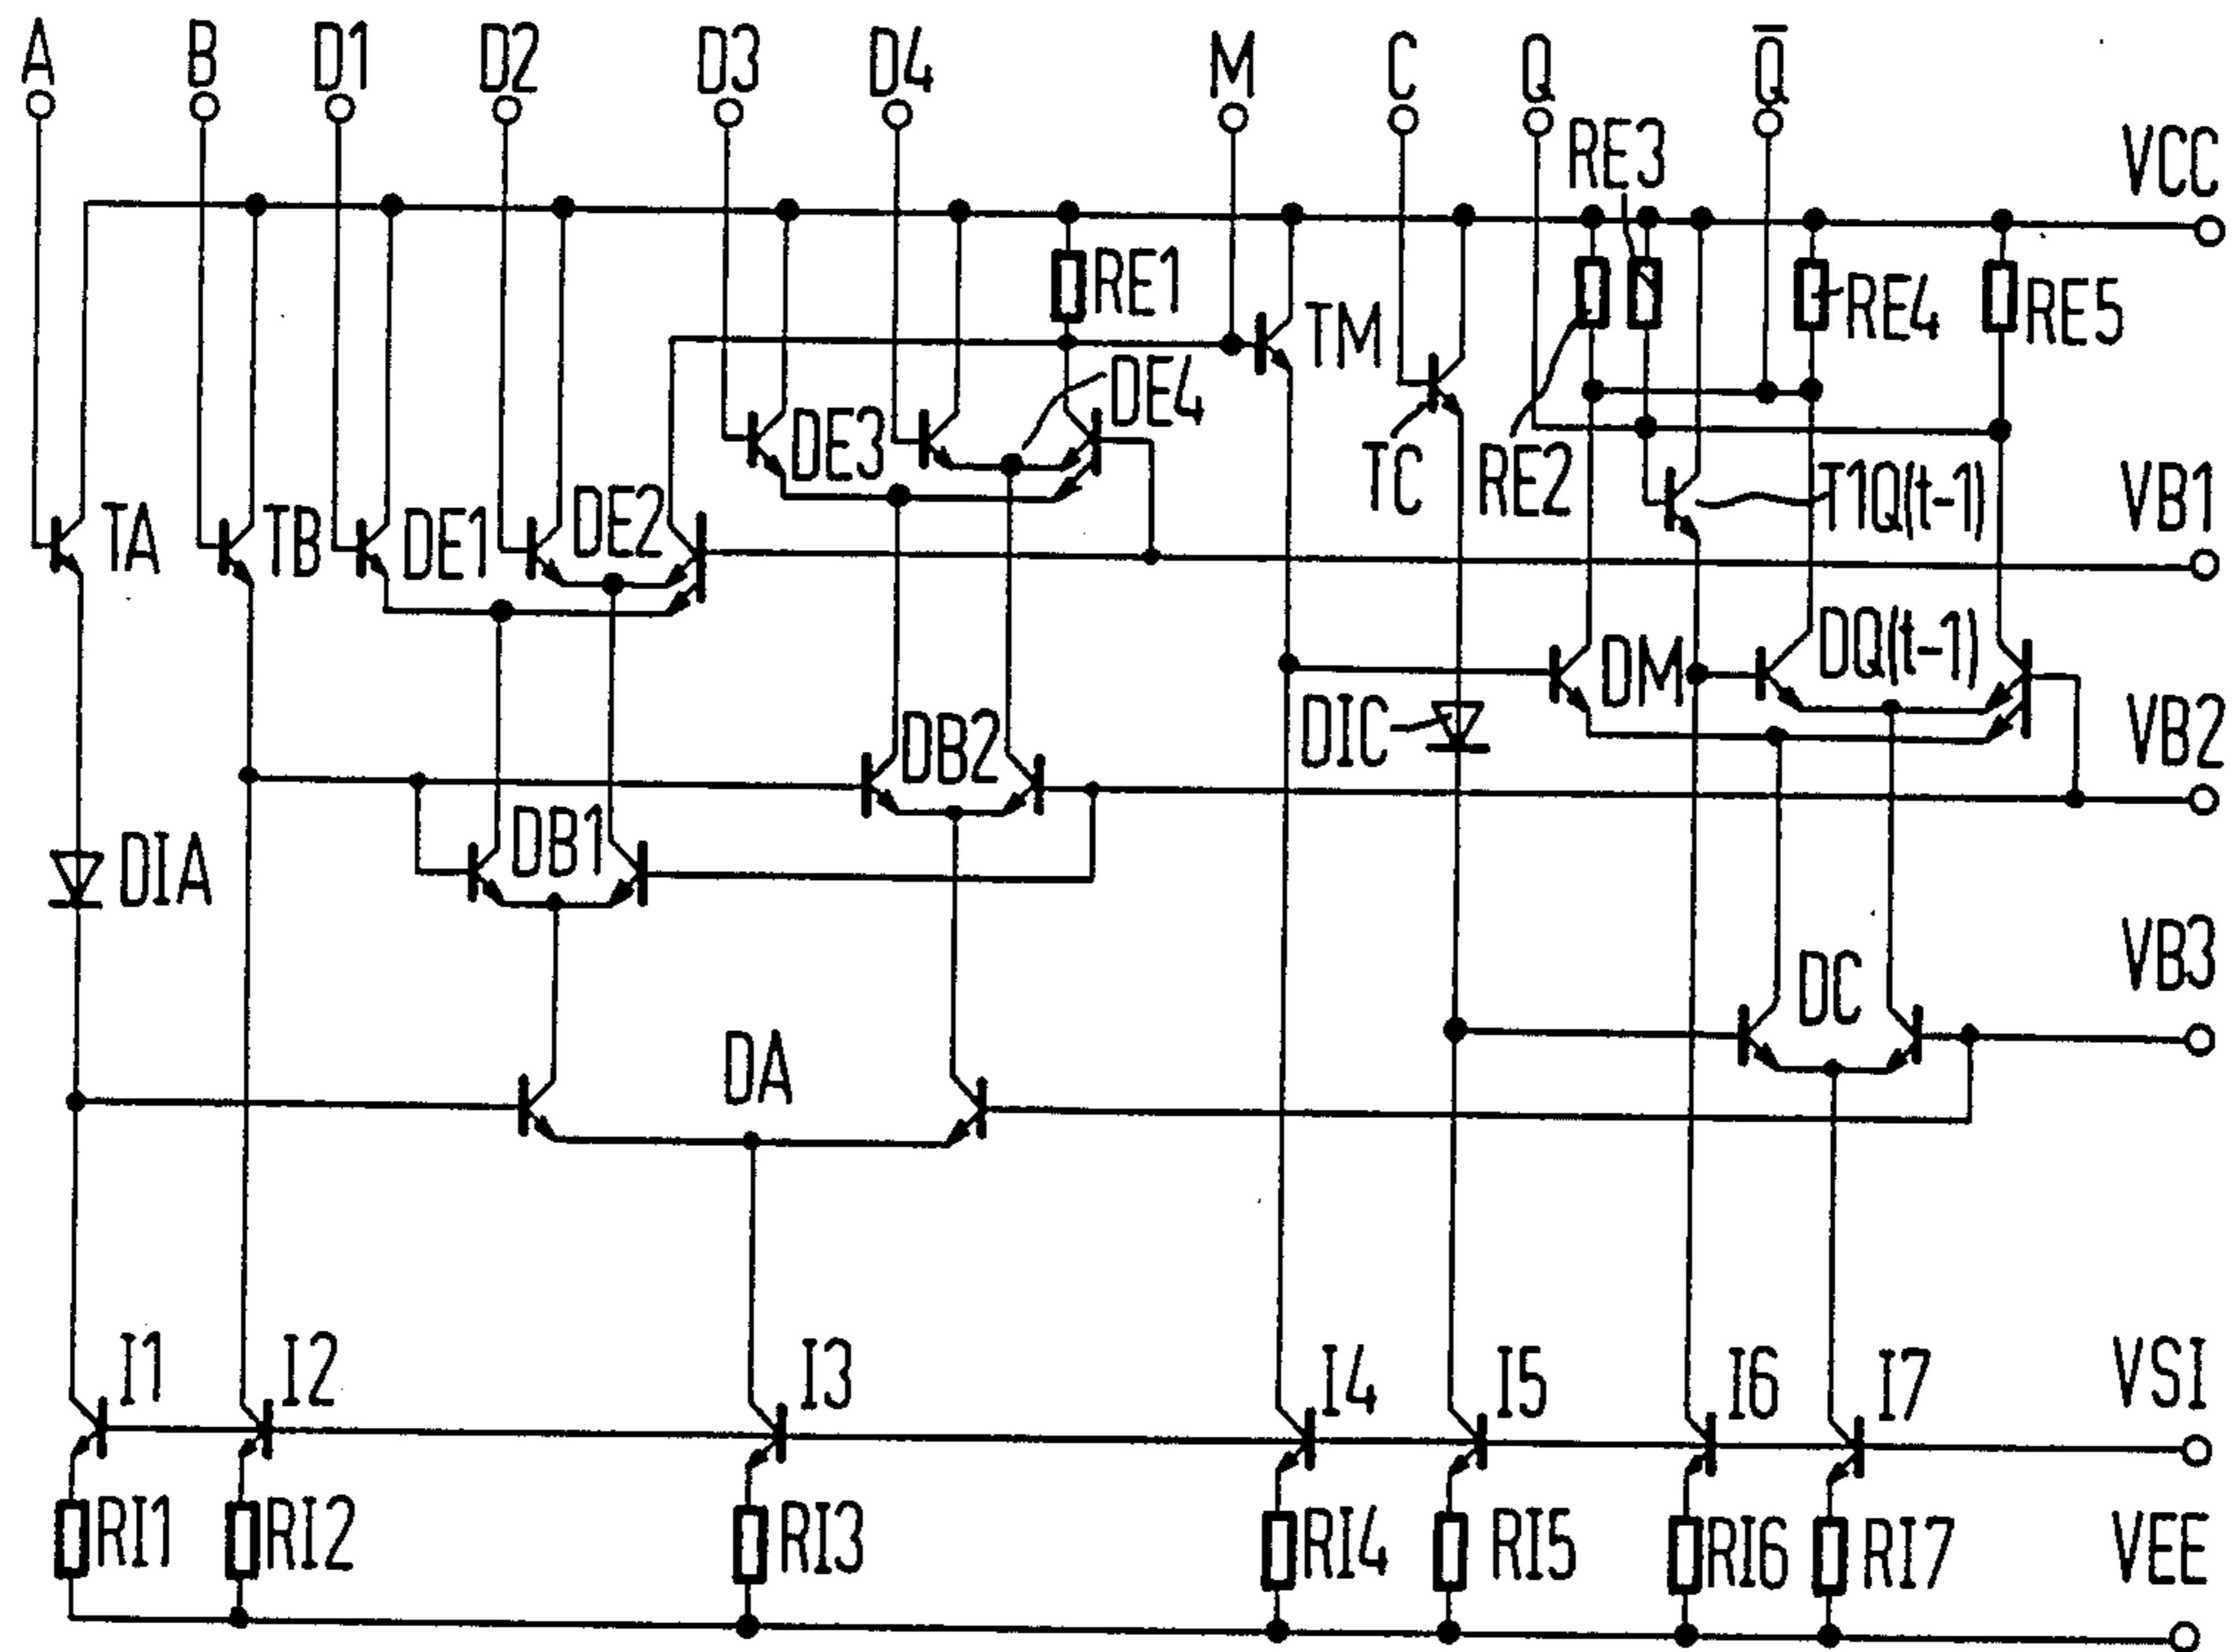 A B D1 D2 D3 D4 M C Q Q̅
RE3 VCC
RE1 TM RE4 RE5
DE4
DE3 TC RE2 T1Q(t-1) VB1
TA TB DE1 DE2
DM DQ(t-1)
DIC VB2
DB2
DB1
DIA
VB3
DC
DA
I1 I2 I3 I4 I5 I6 I7 VSI
RI1 RI2 RI3 RI4 RI5 RI6 RI7 VEE